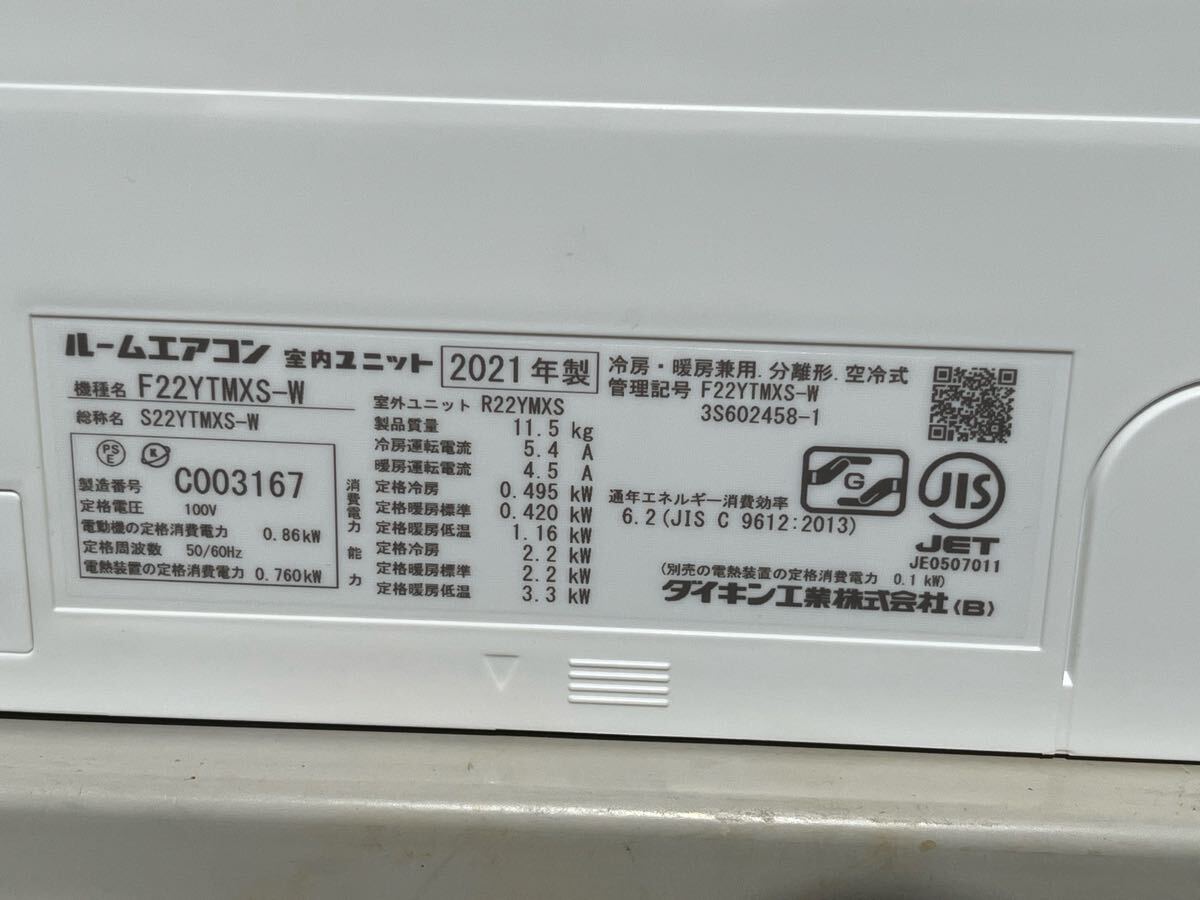 ルームエアコン 室内ユニット 2021年製
機種名 F22YTMXS-W
総称名 S22YTMXS-W
PS E
製造番号 C003167
定格電圧 100V
電動機の定格消費電力 0.86kW
定格周波数 50/60Hz
電熱装置の定格消費電力 0.760kW
室外ユニット R22YMXS
製品質量 11.5 kg
冷房運転電流 5.4 A
暖房運転電流 4.5 A
消費電力
定格冷房 0.495 kW
定格暖房標準 0.420 kW
定格暖房低温 1.16 kW
能力
定格冷房 2.2 kW
定格暖房標準 2.2 kW
定格暖房低温 3.3 kW
冷房・暖房兼用.分離形.空冷式
管理記号 F22YTMXS-W
3S602458-1
G
JIS
通年エネルギー消費効率
6.2(JIS C 9612:2013)
JET
JE0507011
(別売の電熱装置の定格消費電力 0.1 kW)
ダイキン工業株式会社(B)